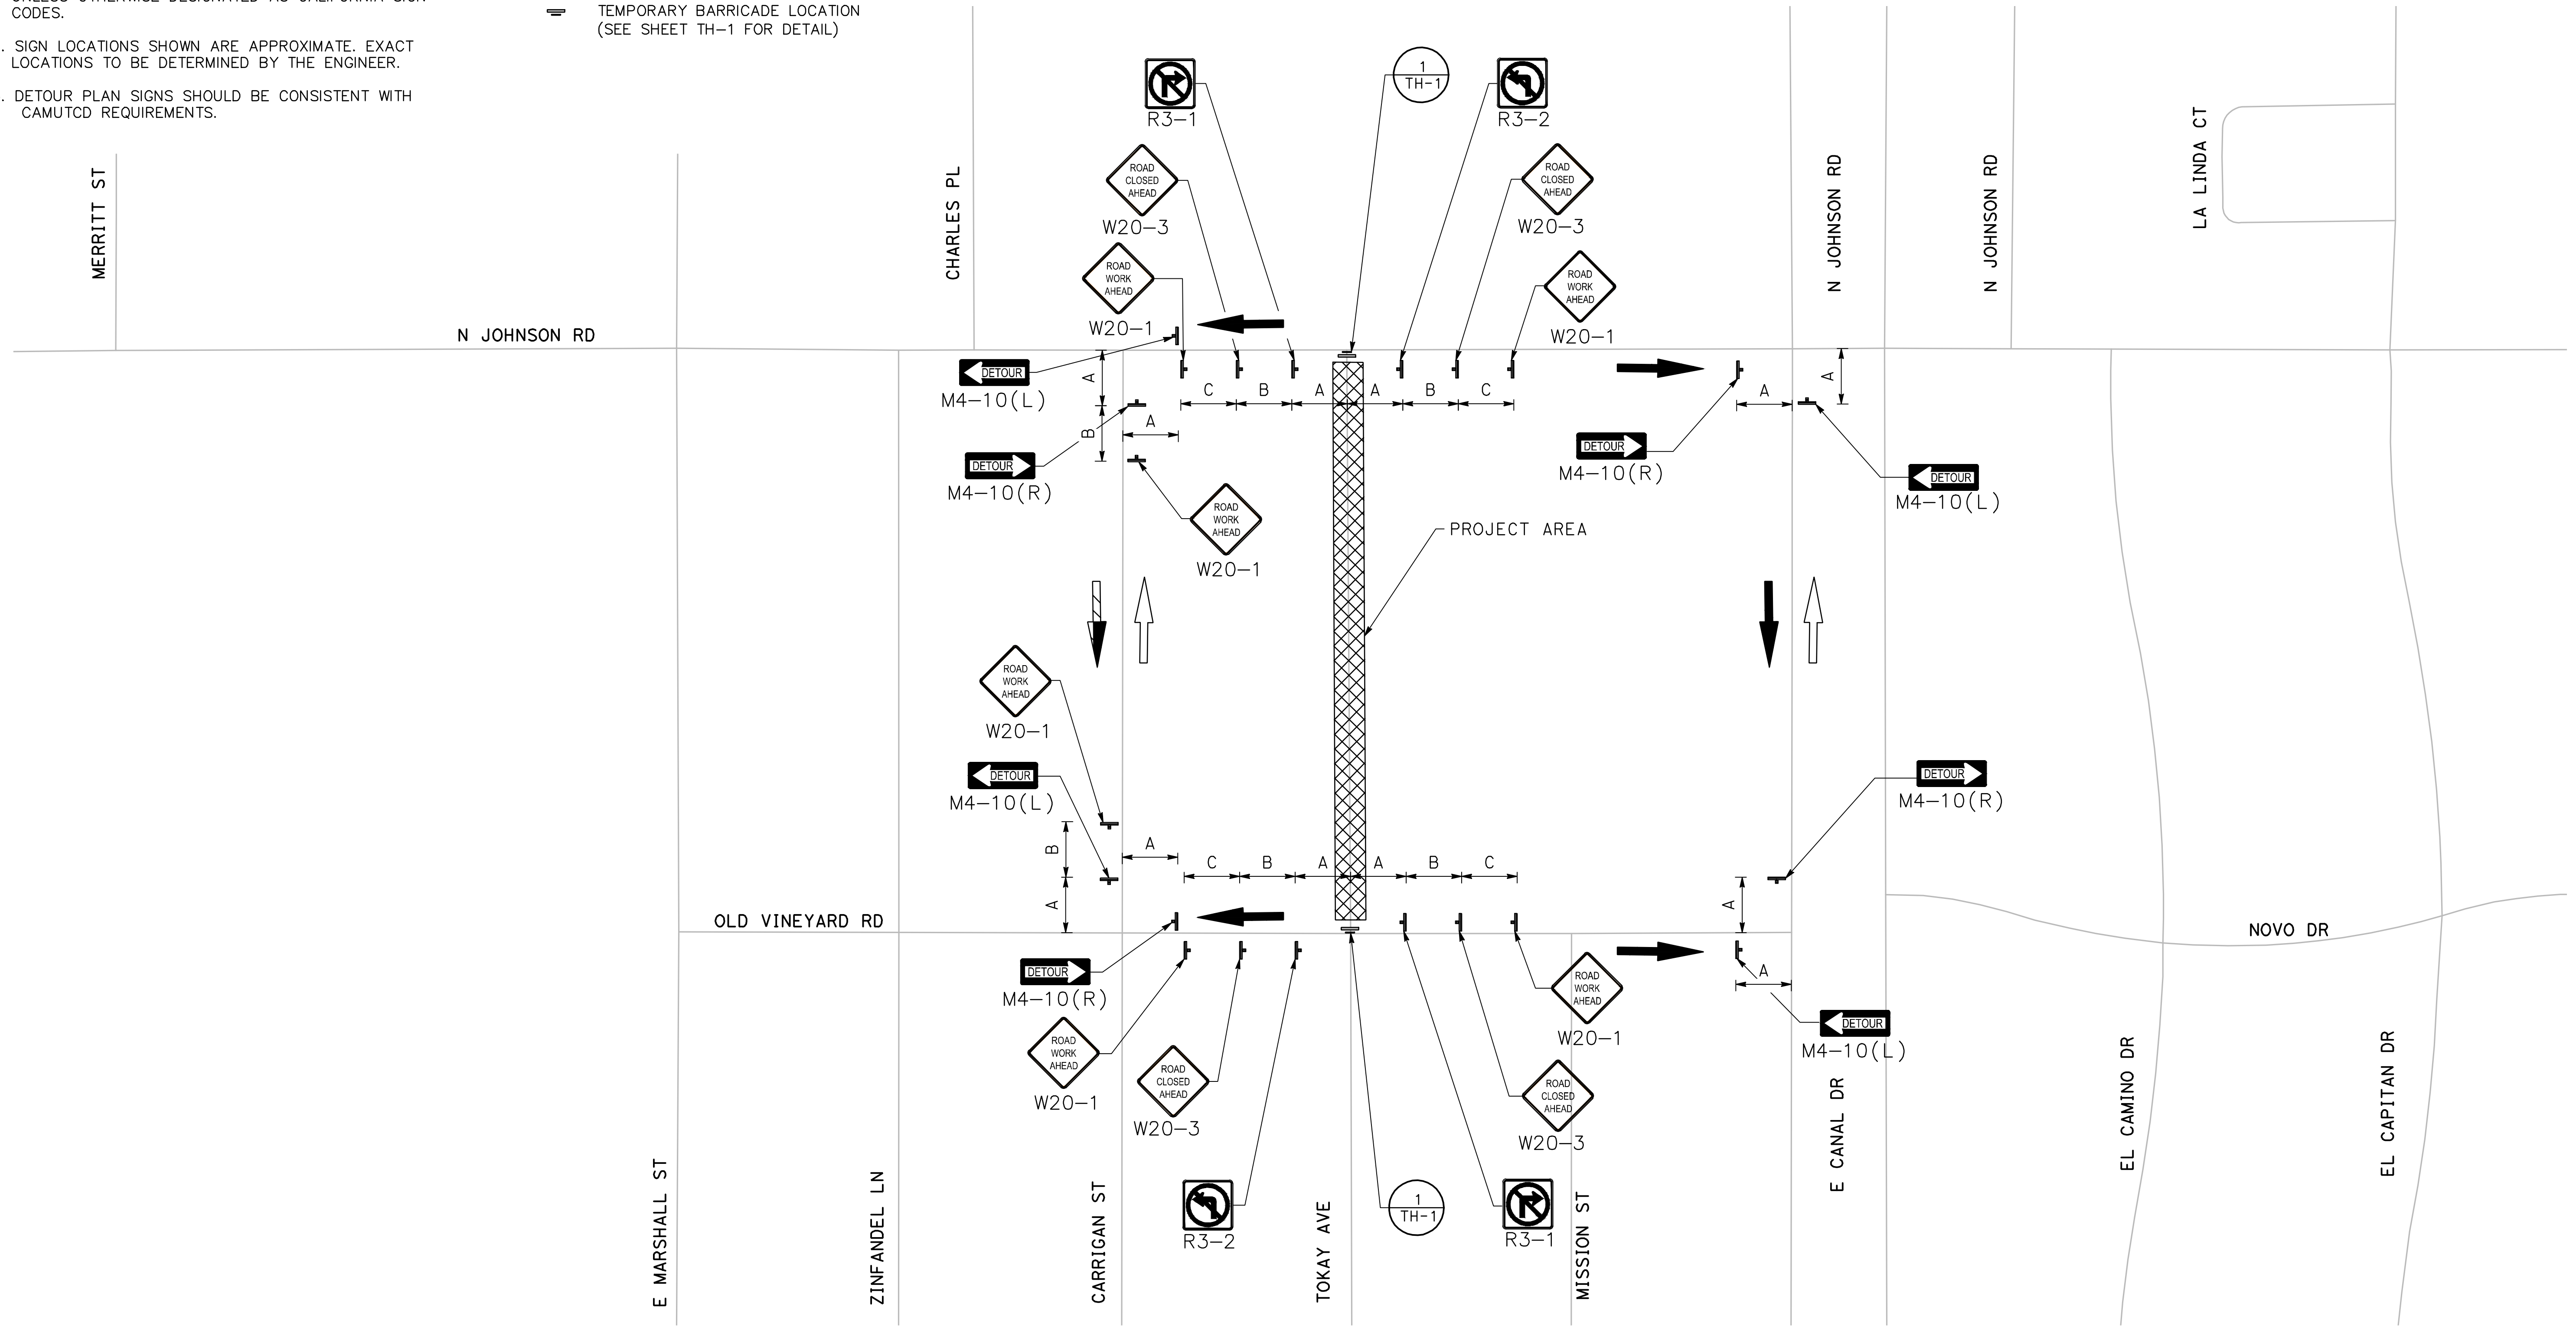 CODES.
. SIGN LOCATIONS SHOWN ARE APPROXIMATE. EXACT
LOCATIONS TO BE DETERMINED BY THE ENGINEER.
. DETOUR PLAN SIGNS SHOULD BE CONSISTENT WITH
CAMUTCD REQUIREMENTS.
TEMPORARY BARRICADE LOCATION
(SEE SHEET TH-1 FOR DETAIL)
R3-1
1
TH-1
R3-2
ROAD
CLOSED
AHEAD
W20-3
ROAD
CLOSED
AHEAD
W20-3
ROAD
WORK
AHEAD
W20-1
ROAD
WORK
AHEAD
W20-1
MERRITT ST
CHARLES PL
N JOHNSON RD
N JOHNSON RD
LA LINDA CT
N JOHNSON RD
DETOUR
M4-10(L)
A
B
A
C
B
A
A
B
C
A
A
DETOUR
M4-10(R)
DETOUR
M4-10(R)
DETOUR
M4-10(L)
ROAD
WORK
AHEAD
W20-1
PROJECT AREA
ROAD
WORK
AHEAD
W20-1
DETOUR
M4-10(L)
DETOUR
M4-10(R)
B
A
A
C
B
A
A
B
C
A
OLD VINEYARD RD
NOVO DR
DETOUR
M4-10(R)
A
ROAD
WORK
AHEAD
W20-1
DETOUR
M4-10(L)
ROAD
WORK
AHEAD
W20-1
ROAD
CLOSED
AHEAD
W20-3
ROAD
CLOSED
AHEAD
W20-3
R3-2
1
TH-1
R3-1
E MARSHALL ST
ZINFANDEL LN
CARRIGAN ST
TOKAY AVE
MISSION ST
E CANAL DR
EL CAMINO DR
EL CAPITAN DR